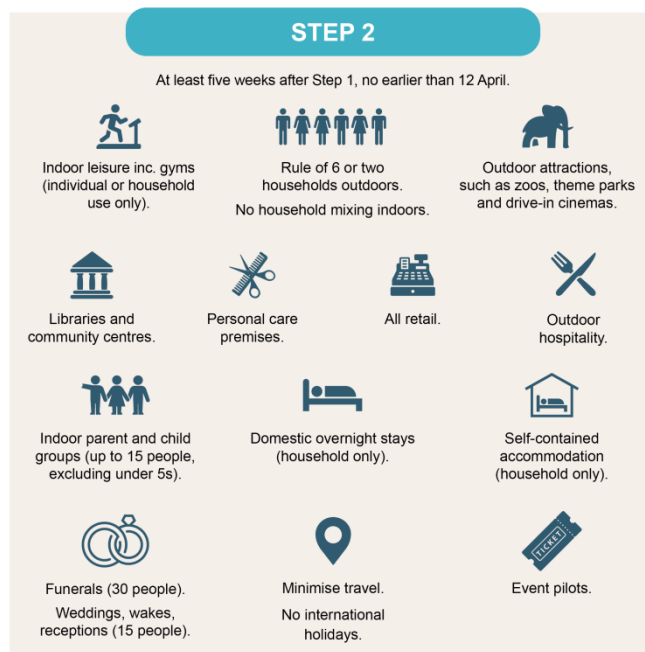 STEP 2
At least five weeks after Step 1, no earlier than 12 April.
Indoor leisure inc. gyms
(individual or household
use only).
Rule of 6 or two
households outdoors.
No household mixing indoors.
Outdoor attractions,
such as zoos, theme parks
and drive-in cinemas.
Libraries and
community centres.
Personal care
premises.
All retail.
Outdoor
hospitality.
Indoor parent and child
groups (up to 15 people,
excluding under 5s).
Domestic overnight stays
(household only).
Self-contained
accommodation
(household only).
Funerals (30 people).
Weddings, wakes,
receptions (15 people).
Minimise travel.
No international
holidays.
TICKET
Event pilots.